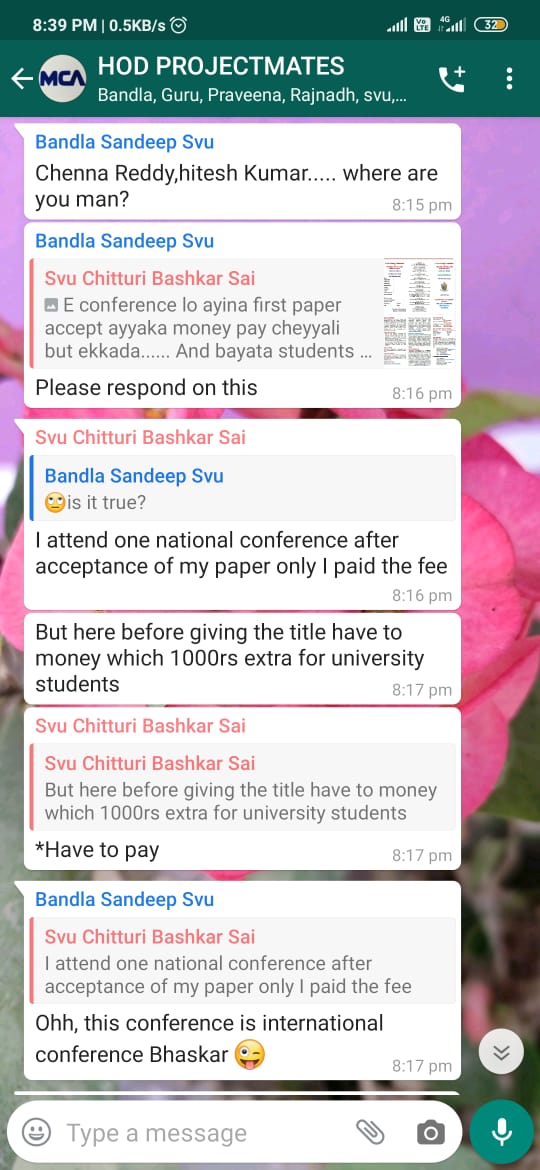 8:39 PM | 0.5KB/s
Vo LTE 4G 32
MCA
HOD PROJECTMATES
Bandla, Guru, Praveena, Rajnadh, svu,...
Bandla Sandeep Svu
Chenna Reddy,hitesh Kumar..... where are
you man?
8:15 pm
Bandla Sandeep Svu
Svu Chitturi Bashkar Sai
E conference lo ayina first paper
accept ayyaka money pay cheyyali
but ekkada...... And bayata students ...
Please respond on this
8:16 pm
Svu Chitturi Bashkar Sai
Bandla Sandeep Svu
🙄is it true?
I attend one national conference after
acceptance of my paper only I paid the fee
8:16 pm
But here before giving the title have to
money which 1000rs extra for university
students
8:17 pm
Svu Chitturi Bashkar Sai
Svu Chitturi Bashkar Sai
But here before giving the title have to money
which 1000rs extra for university students
*Have to pay
8:17 pm
Bandla Sandeep Svu
Svu Chitturi Bashkar Sai
I attend one national conference after
acceptance of my paper only I paid the fee
Ohh, this conference is international
conference Bhaskar 😜
8:17 pm
Type a message